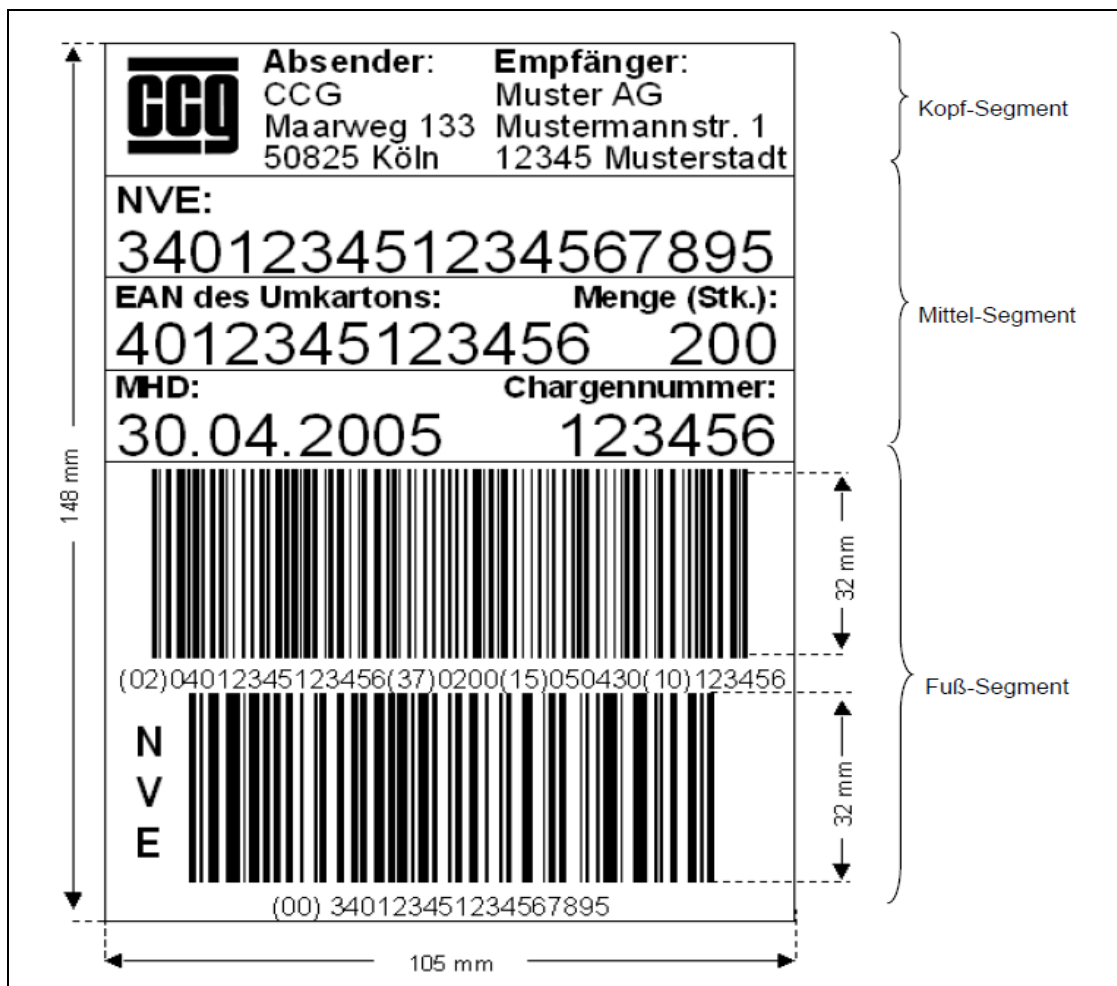 ccg
Absender: Empfänger:
CCG Muster AG
Maarweg 133 Mustermannstr. 1
50825 Köln 12345 Musterstadt
NVE:
340123451234567895
EAN des Umkartons: Menge (Stk.):
4012345123456 200
MHD: Chargennummer:
30.04.2005 123456
(02)04012345123456(37)0200(15)050430(10)123456
N
V
E
(00) 340123451234567895
148 mm
105 mm
32 mm
32 mm
Kopf-Segment
Mittel-Segment
Fuß-Segment